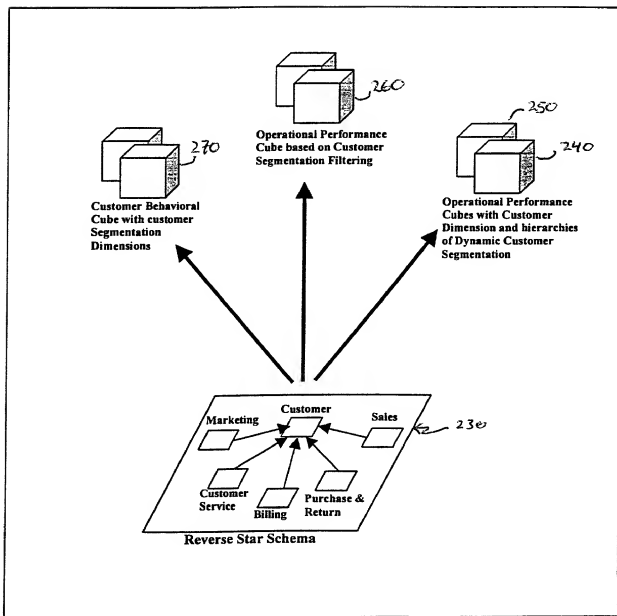 260
Operational Performance
Cube based on Customer
Segmentation Filtering
270
Customer Behavioral
Cube with customer
Segmentation
Dimensions
250
240
Operational Performance
Cubes with Customer
Dimension and hierarchies
of Dynamic Customer
Segmentation
Customer
Marketing
Sales
230
Customer
Service
Billing
Purchase &
Return
Reverse Star Schema